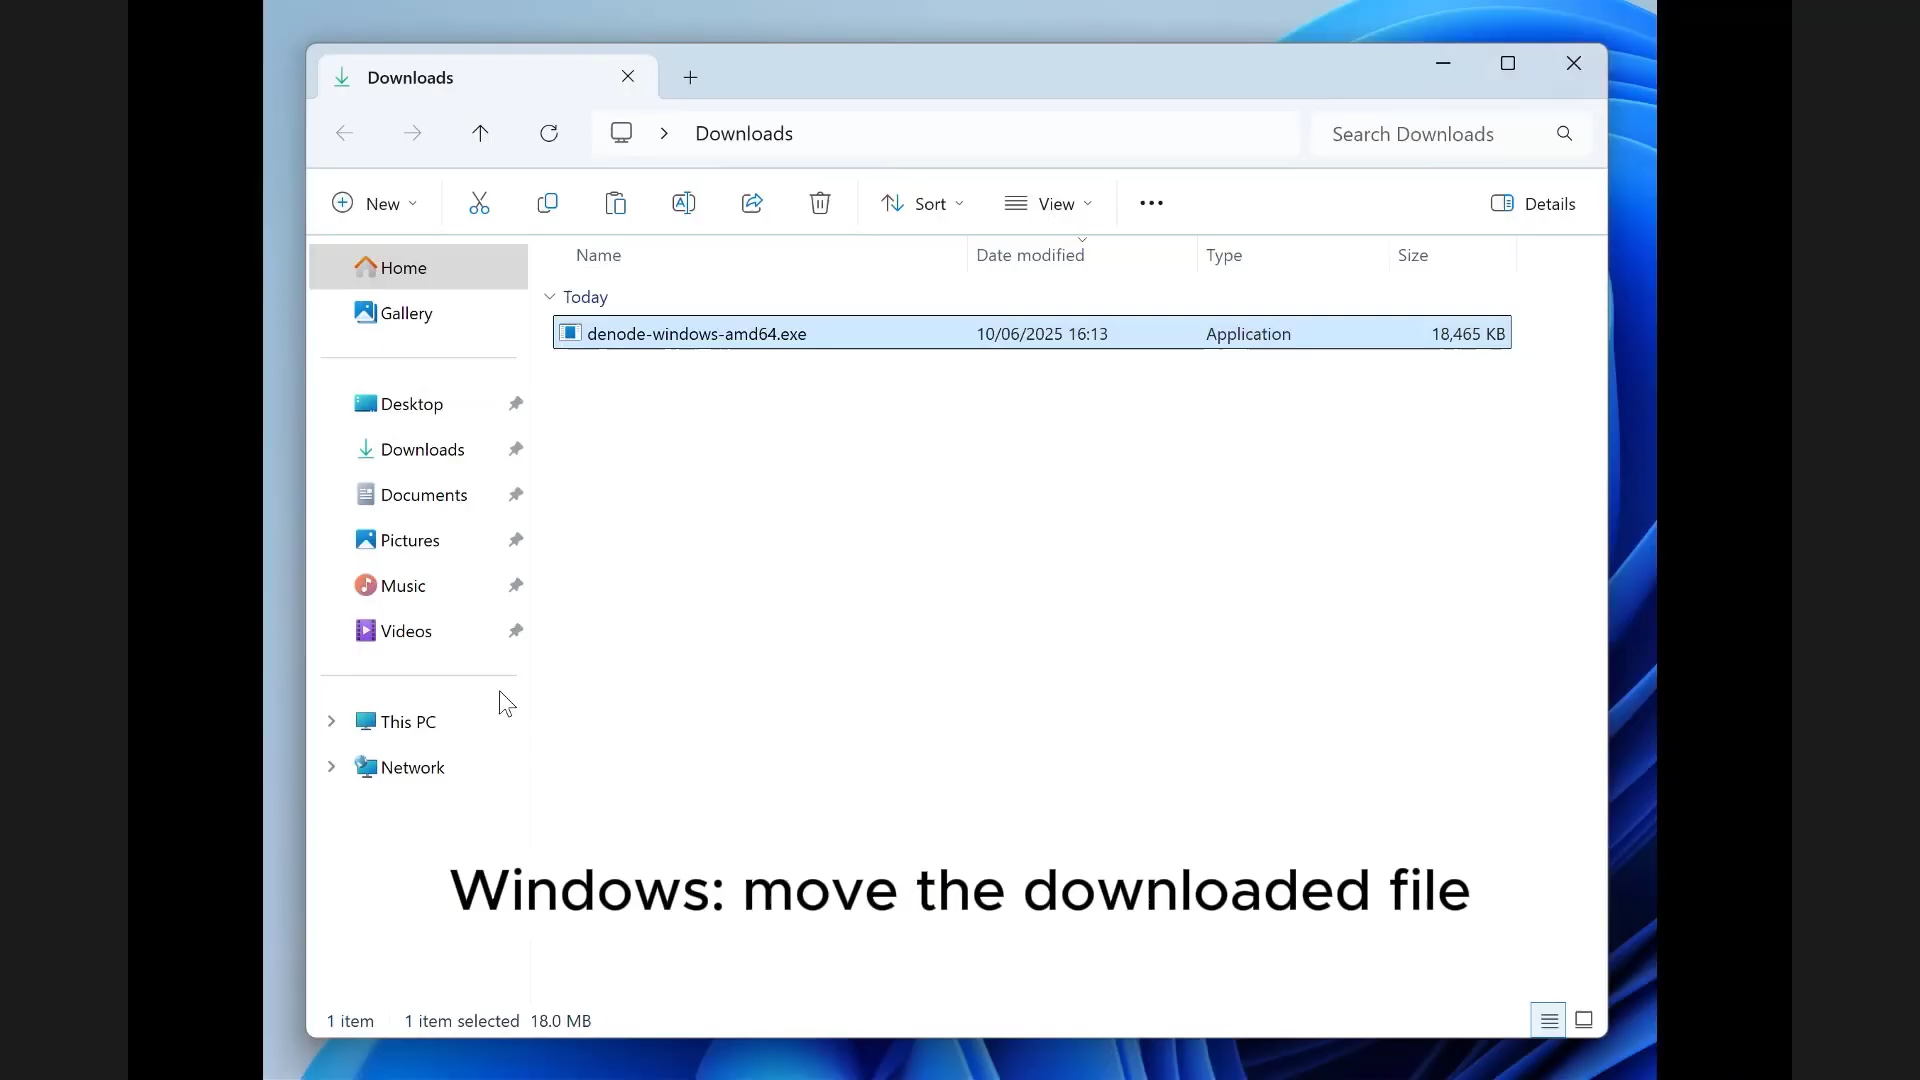 Downloads
Downloads
Search Downloads
New
Sort
View
Details
Name Date modified Type Size
Home
Today
Gallery
denode-windows-amd64.exe 10/06/2025 16:13 Application 18,465 KB
Desktop
Downloads
Documents
Pictures
Music
Videos
This PC
Network
Windows: move the downloaded file
1 item 1 item selected 18.0 MB